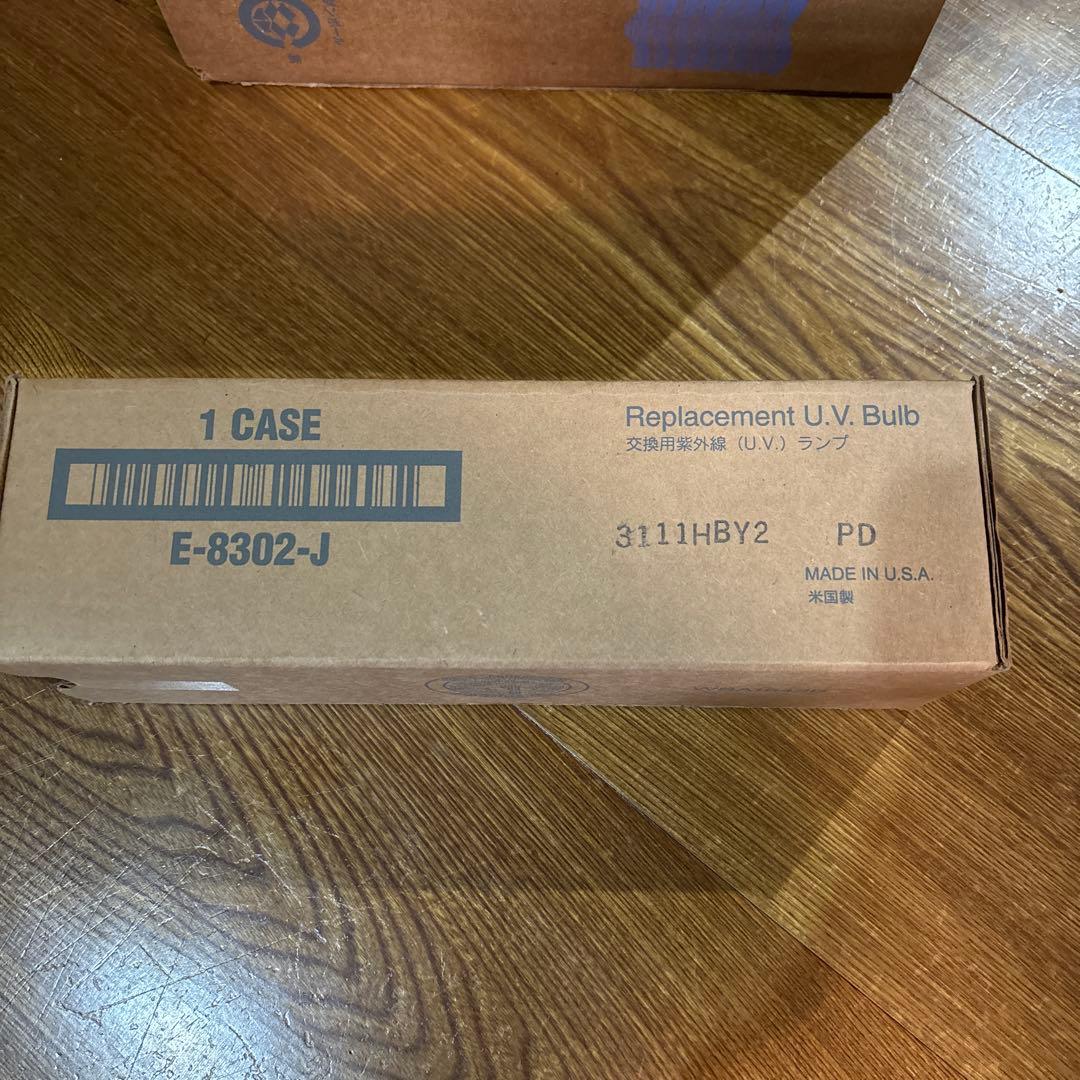 1 CASE
E-8302-J
Replacement U.V. Bulb
交換用紫外線（U.V.）ランプ
3111HBY2 PD
MADE IN U.S.A.
米国製